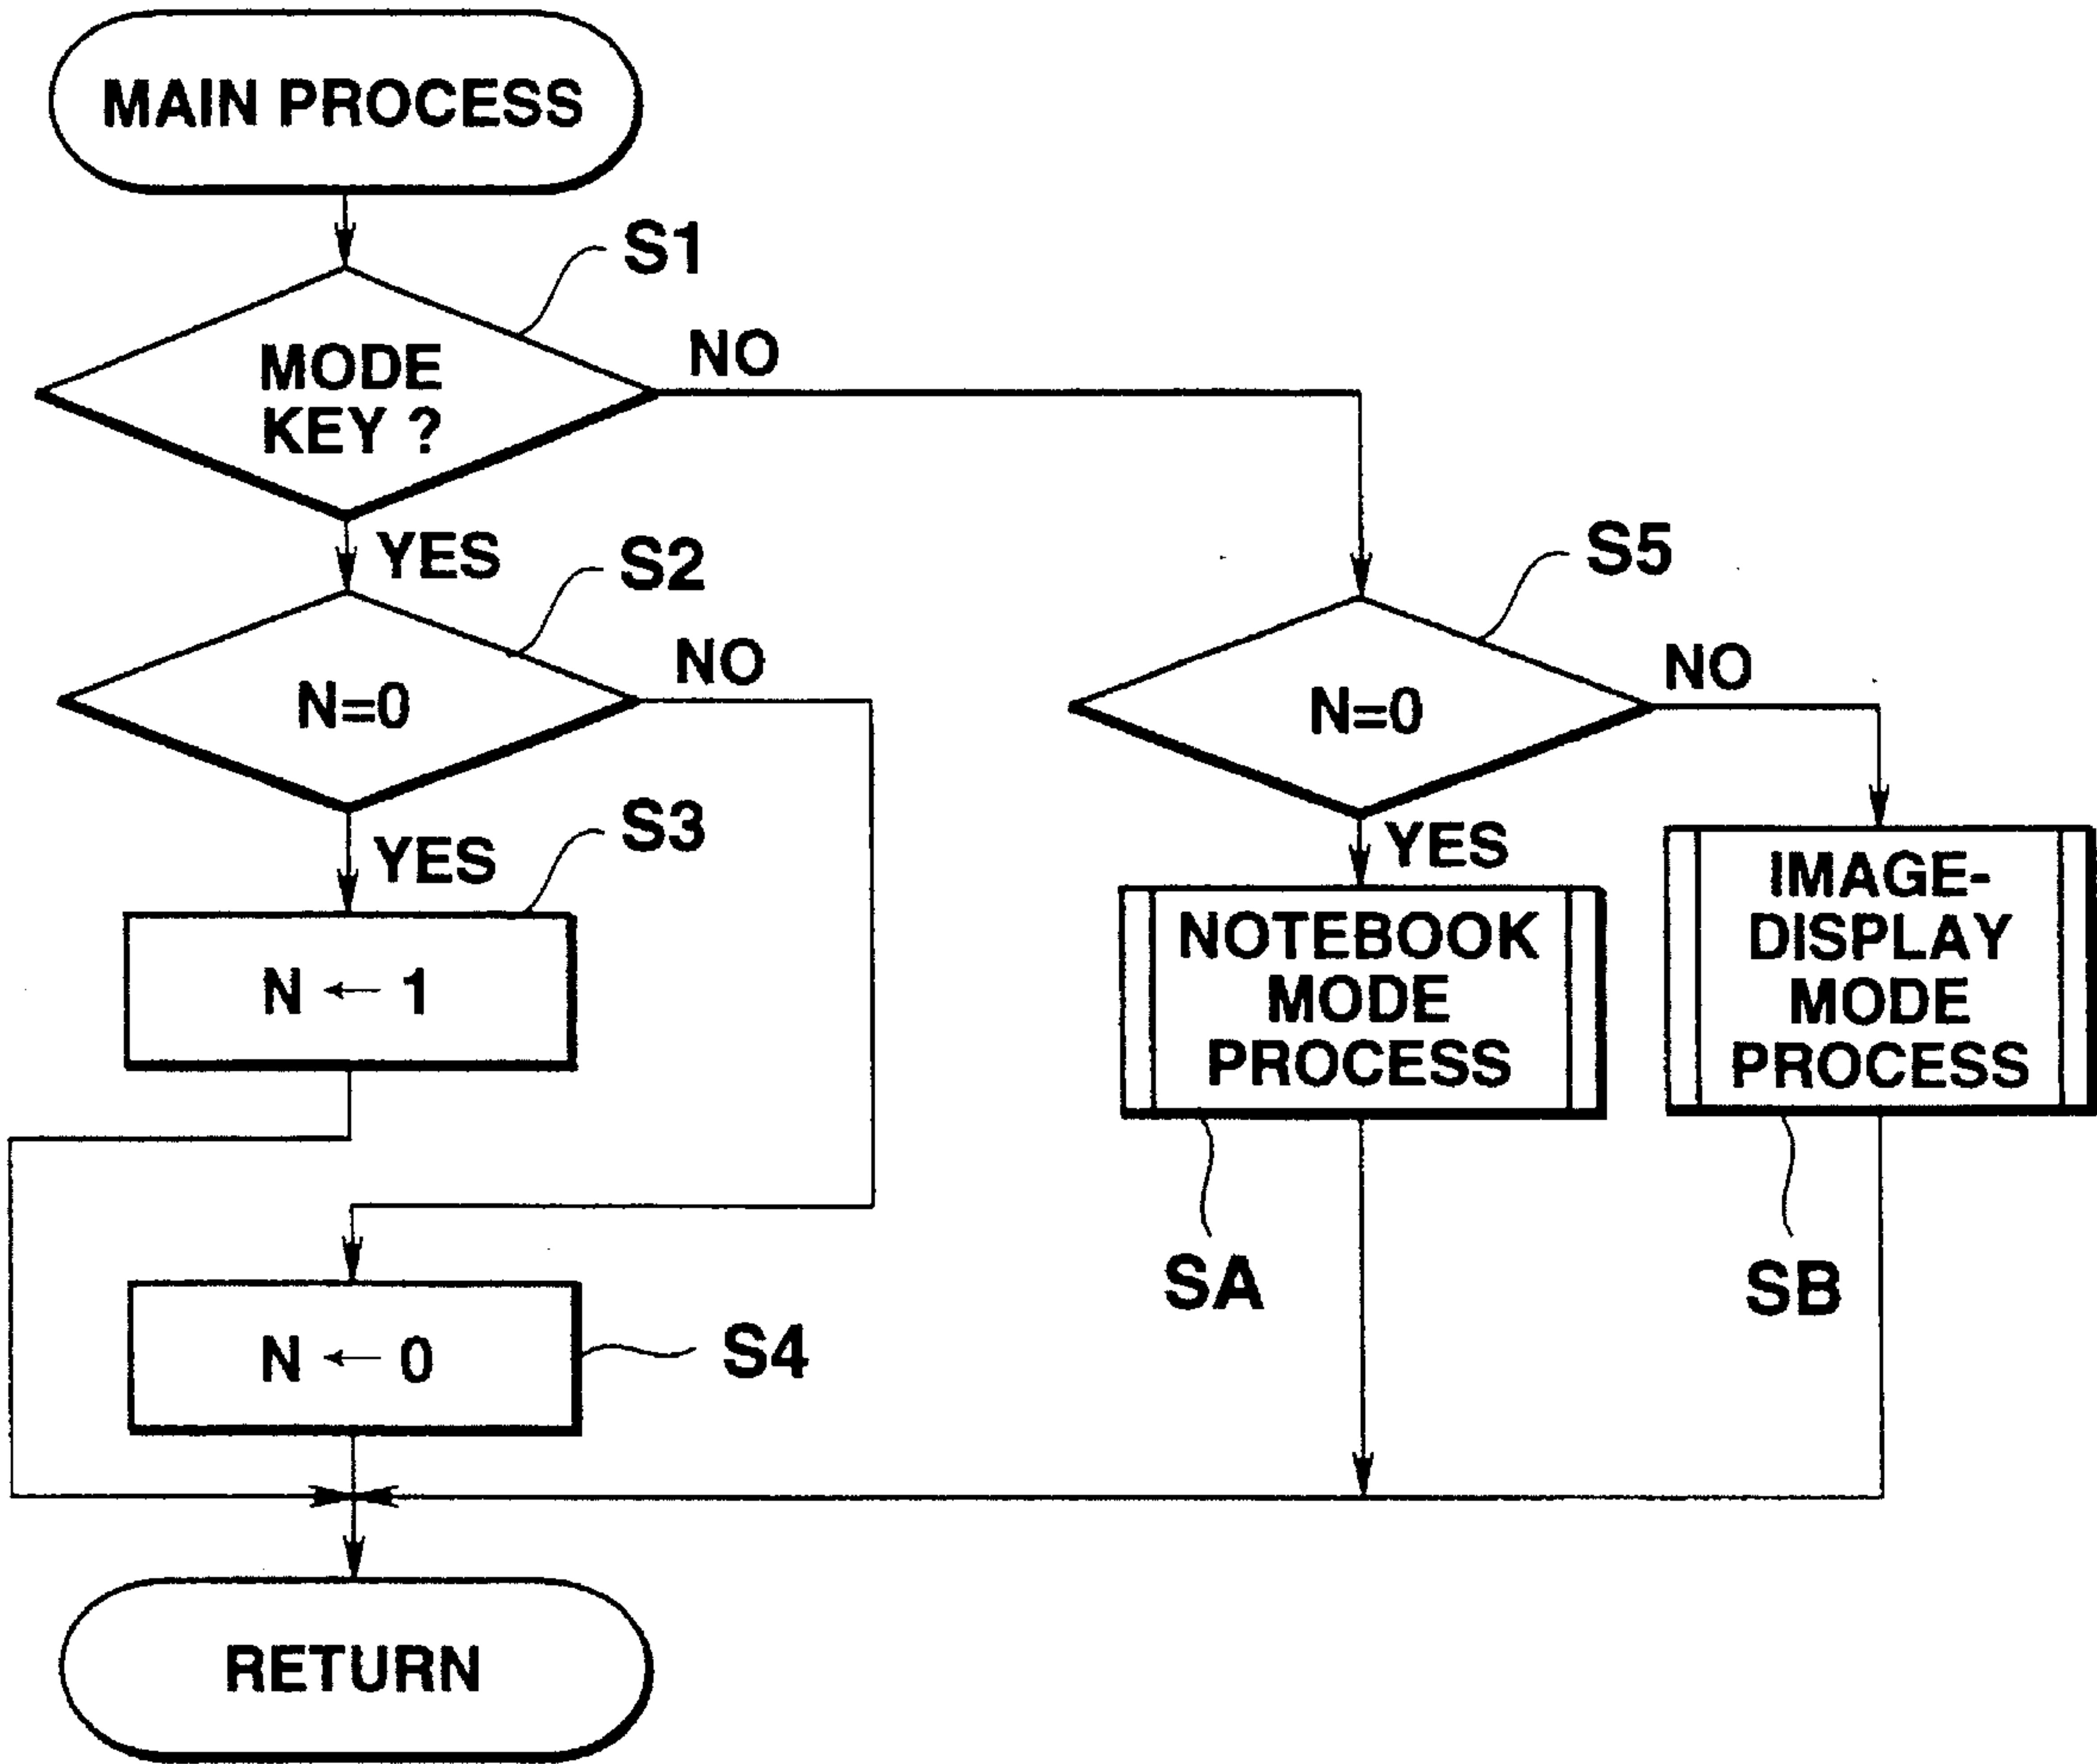 MAIN PROCESS
S1
MODE
KEY ?
NO
YES
S2
N=0
NO
YES
S3
N ← 1
N ← 0
S4
S5
N=0
NO
YES
NOTEBOOK
MODE
PROCESS
SA
IMAGE-
DISPLAY
MODE
PROCESS
SB
RETURN